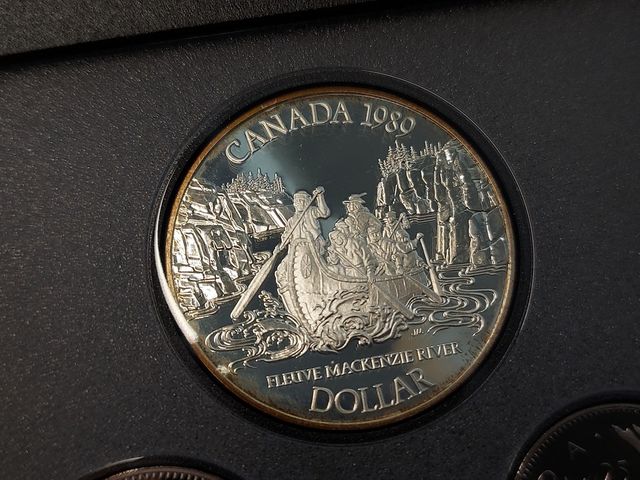 CANADA 1989
FLEUVE MACKENZIE RIVER
DOLLAR